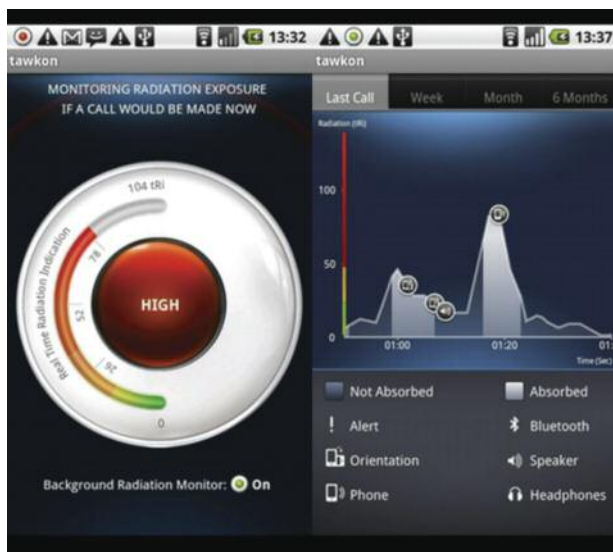 13:32
tawkon
MONITORING RADIATION EXPOSURE
IF A CALL WOULD BE MADE NOW
104 tRi
78
52
26
0
Real Time Radiation Indication
HIGH
Background Radiation Monitor: On
13:37
tawkon
Last Call Week Month 6 Months
Radiation (tRi)
100
50
0
01:00 01:20 01:
Time (Sec)
Not Absorbed Absorbed
! Alert Bluetooth
Orientation Speaker
Phone Headphones